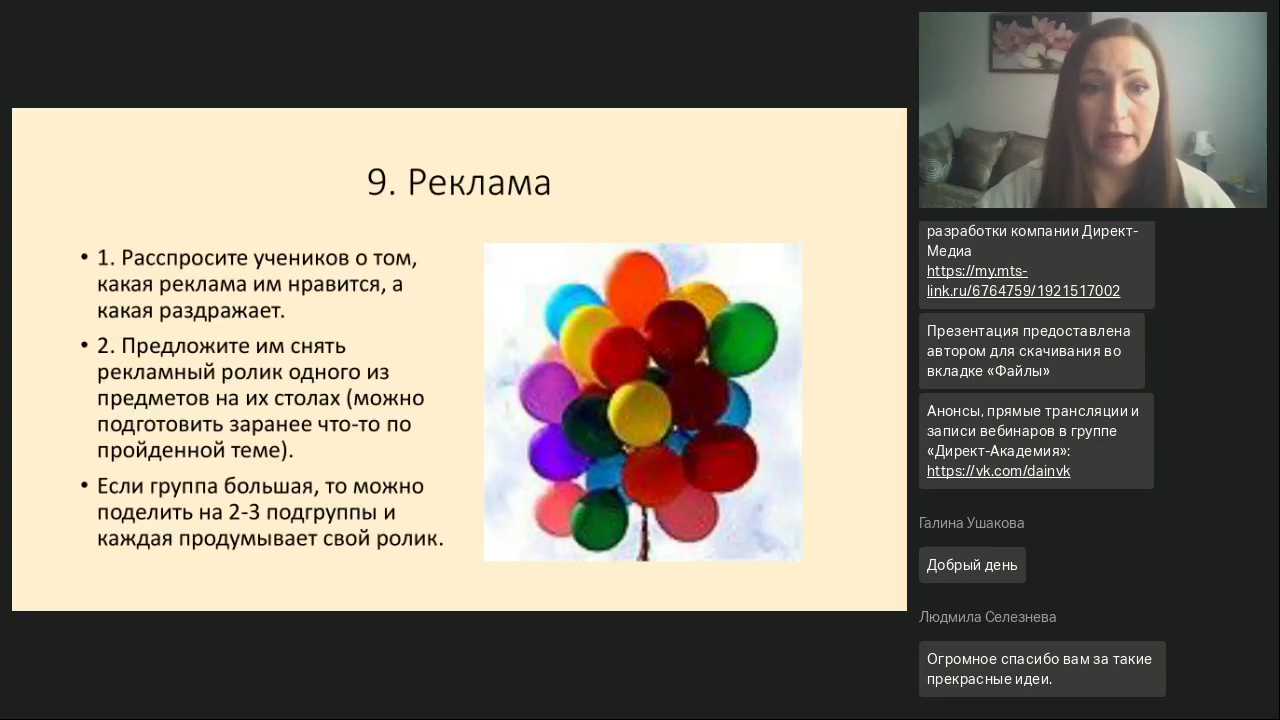 9. Реклама
• 1. Расспросите учеников о том,
какая реклама им нравится, а
какая раздражает.
• 2. Предложите им снять
рекламный ролик одного из
предметов на их столах (можно
подготовить заранее что-то по
пройденной теме).
• Если группа большая, то можно
поделить на 2-3 подгруппы и
каждая продумывает свой ролик.
разработки компании Директ-
Медиа
https://my.mts-
link.ru/6764759/1921517002
Презентация предоставлена
автором для скачивания во
вкладке «Файлы»
Анонсы, прямые трансляции и
записи вебинаров в группе
«Директ-Академия»:
https://vk.com/dainvk
Галина Ушакова
Добрый день
Людмила Селезнева
Огромное спасибо вам за такие
прекрасные идеи.